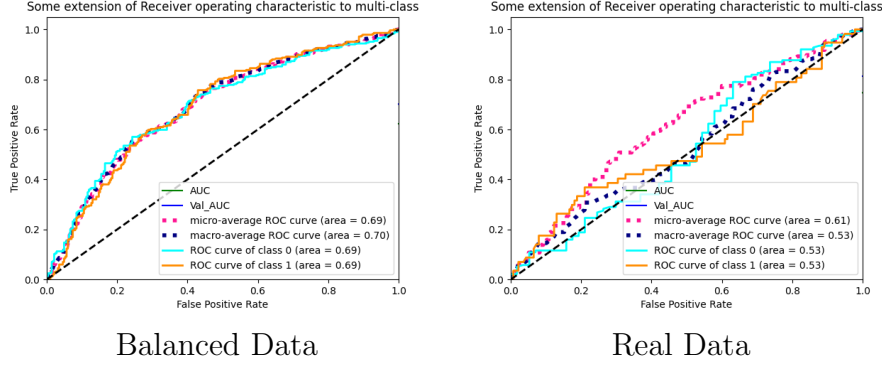 Some extension of Receiver operating characteristic to multi-class
1.0
0.8
0.6
0.4
0.2
0.0
True Positive Rate
AUC
Val_AUC
micro-average ROC curve (area = 0.69)
macro-average ROC curve (area = 0.70)
ROC curve of class 0 (area = 0.69)
ROC curve of class 1 (area = 0.69)
0.0 0.2 0.4 0.6 0.8 1.0
False Positive Rate
Balanced Data
Some extension of Receiver operating characteristic to multi-class
1.0
0.8
0.6
0.4
0.2
0.0
True Positive Rate
AUC
Val_AUC
micro-average ROC curve (area = 0.61)
macro-average ROC curve (area = 0.53)
ROC curve of class 0 (area = 0.53)
ROC curve of class 1 (area = 0.53)
0.0 0.2 0.4 0.6 0.8 1.0
False Positive Rate
Real Data